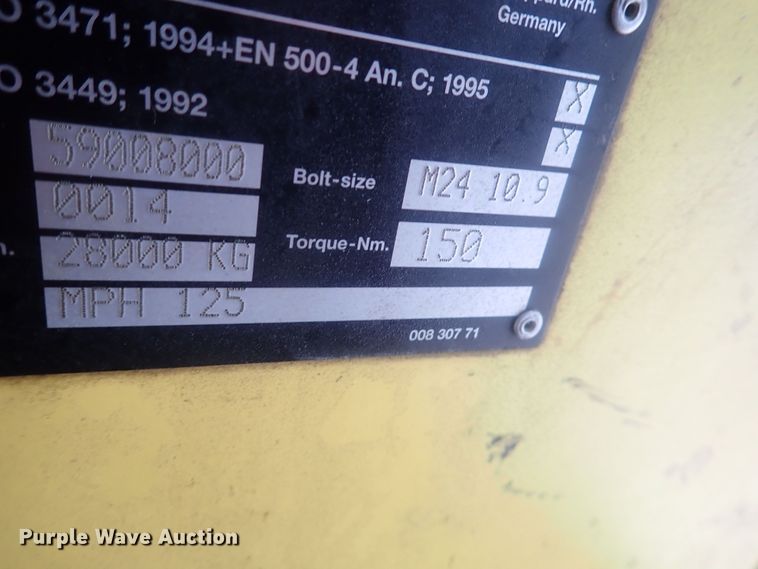 Germany
O 3471; 1994+EN 500-4 An. C; 1995 X
O 3449; 1992 X
59008000 Bolt-size M24 10.9
0014
28000 KG Torque-Nm. 150
MPH 125
008 307 71
Purple Wave Auction